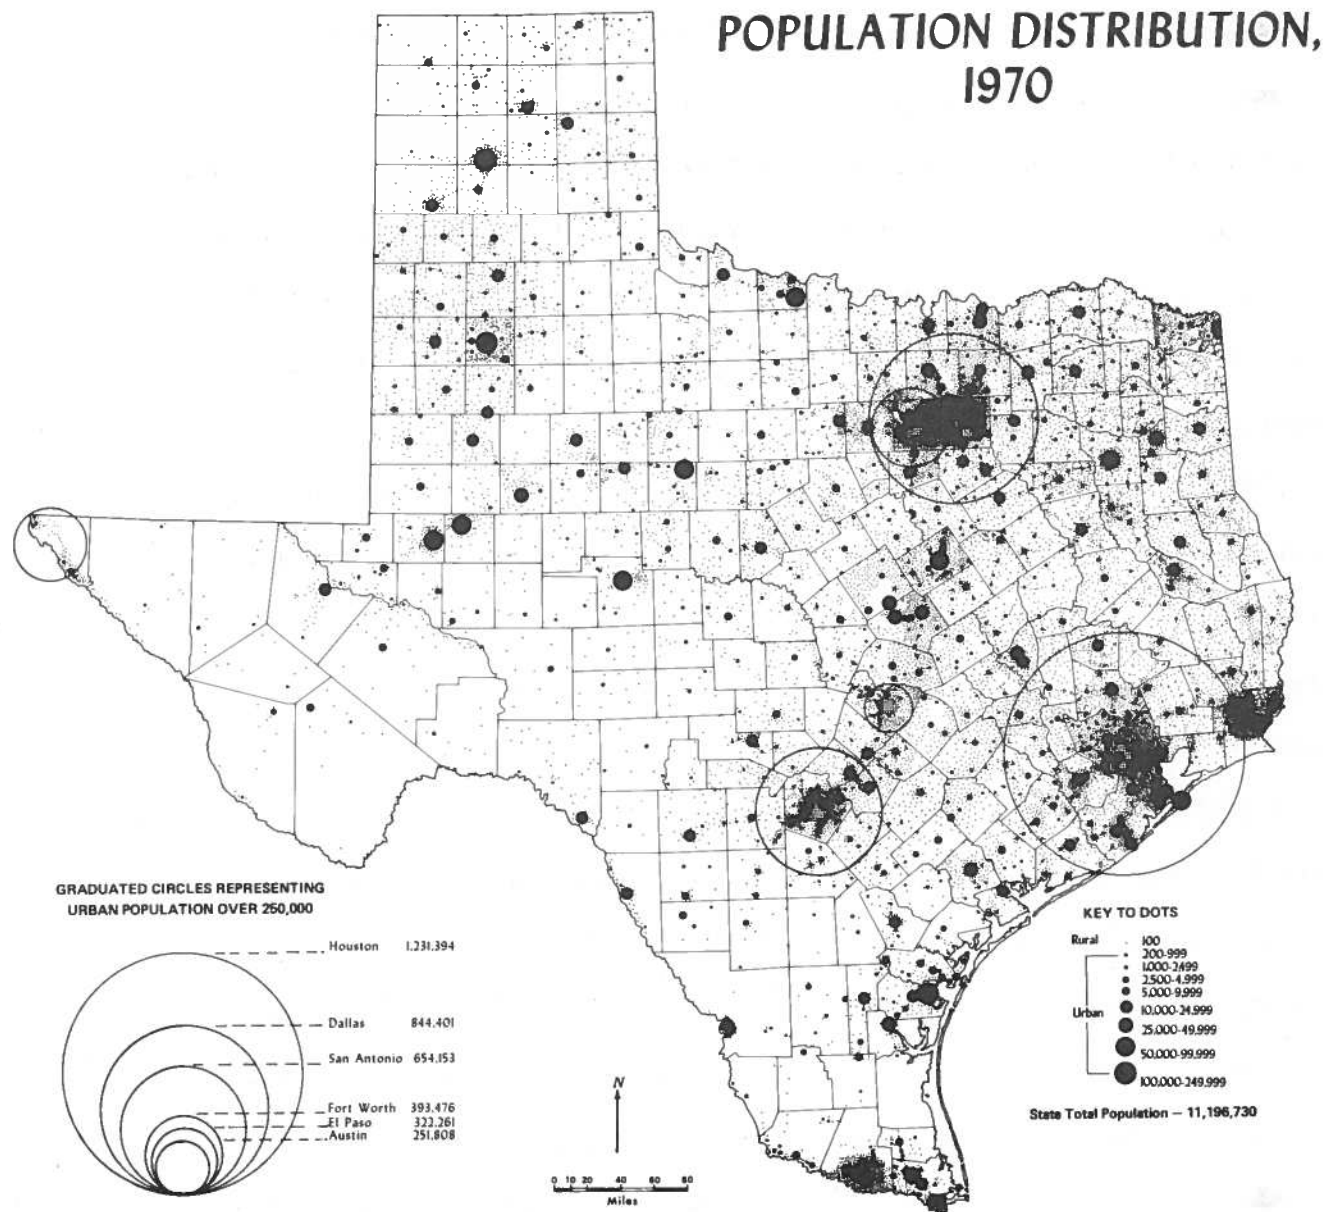 POPULATION DISTRIBUTION,
1970
GRADUATED CIRCLES REPRESENTING
URBAN POPULATION OVER 250,000
Houston 1,231,394
Dallas 844,401
San Antonio 654,153
Fort Worth 393,476
El Paso 322,261
Austin 251,808
N
0 10 20 40 60 80
Miles
KEY TO DOTS
Rural 100
200-999
1,000-2,499
2,500-4,999
5,000-9,999
Urban 10,000-24,999
25,000-49,999
50,000-99,999
100,000-249,999
State Total Population — 11,196,730